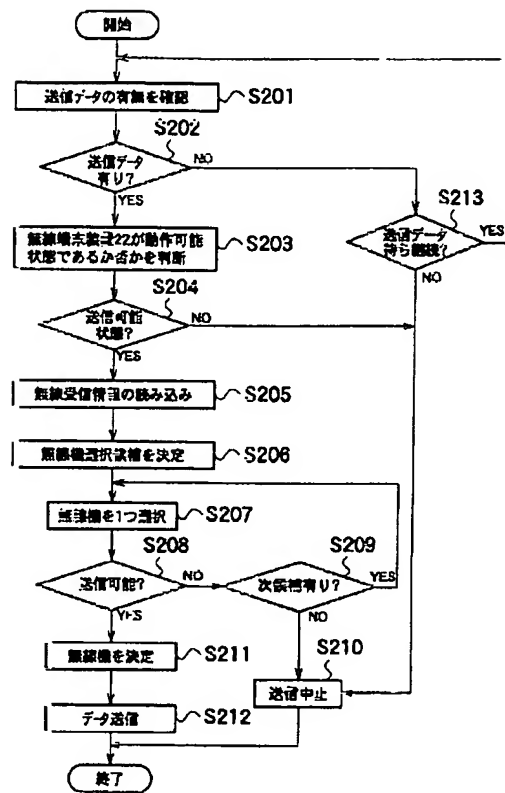 開始
送信データの有無を確認
S201
S202
送信データ
有り?
NO
YES
S213
送信データ
待ち継続?
YES
NO
無線端末装置22が動作可能
状態であるか否かを判断
S203
S204
送信可能
状態?
NO
YES
無線受信情報の読み込み
S205
無線機選択候補を決定
S206
無線機を1つ選択
S207
S208
送信可能?
NO
YES
S209
次候補有り?
YES
NO
無線機を決定
S211
S210
送信中止
データ送信
S212
終了